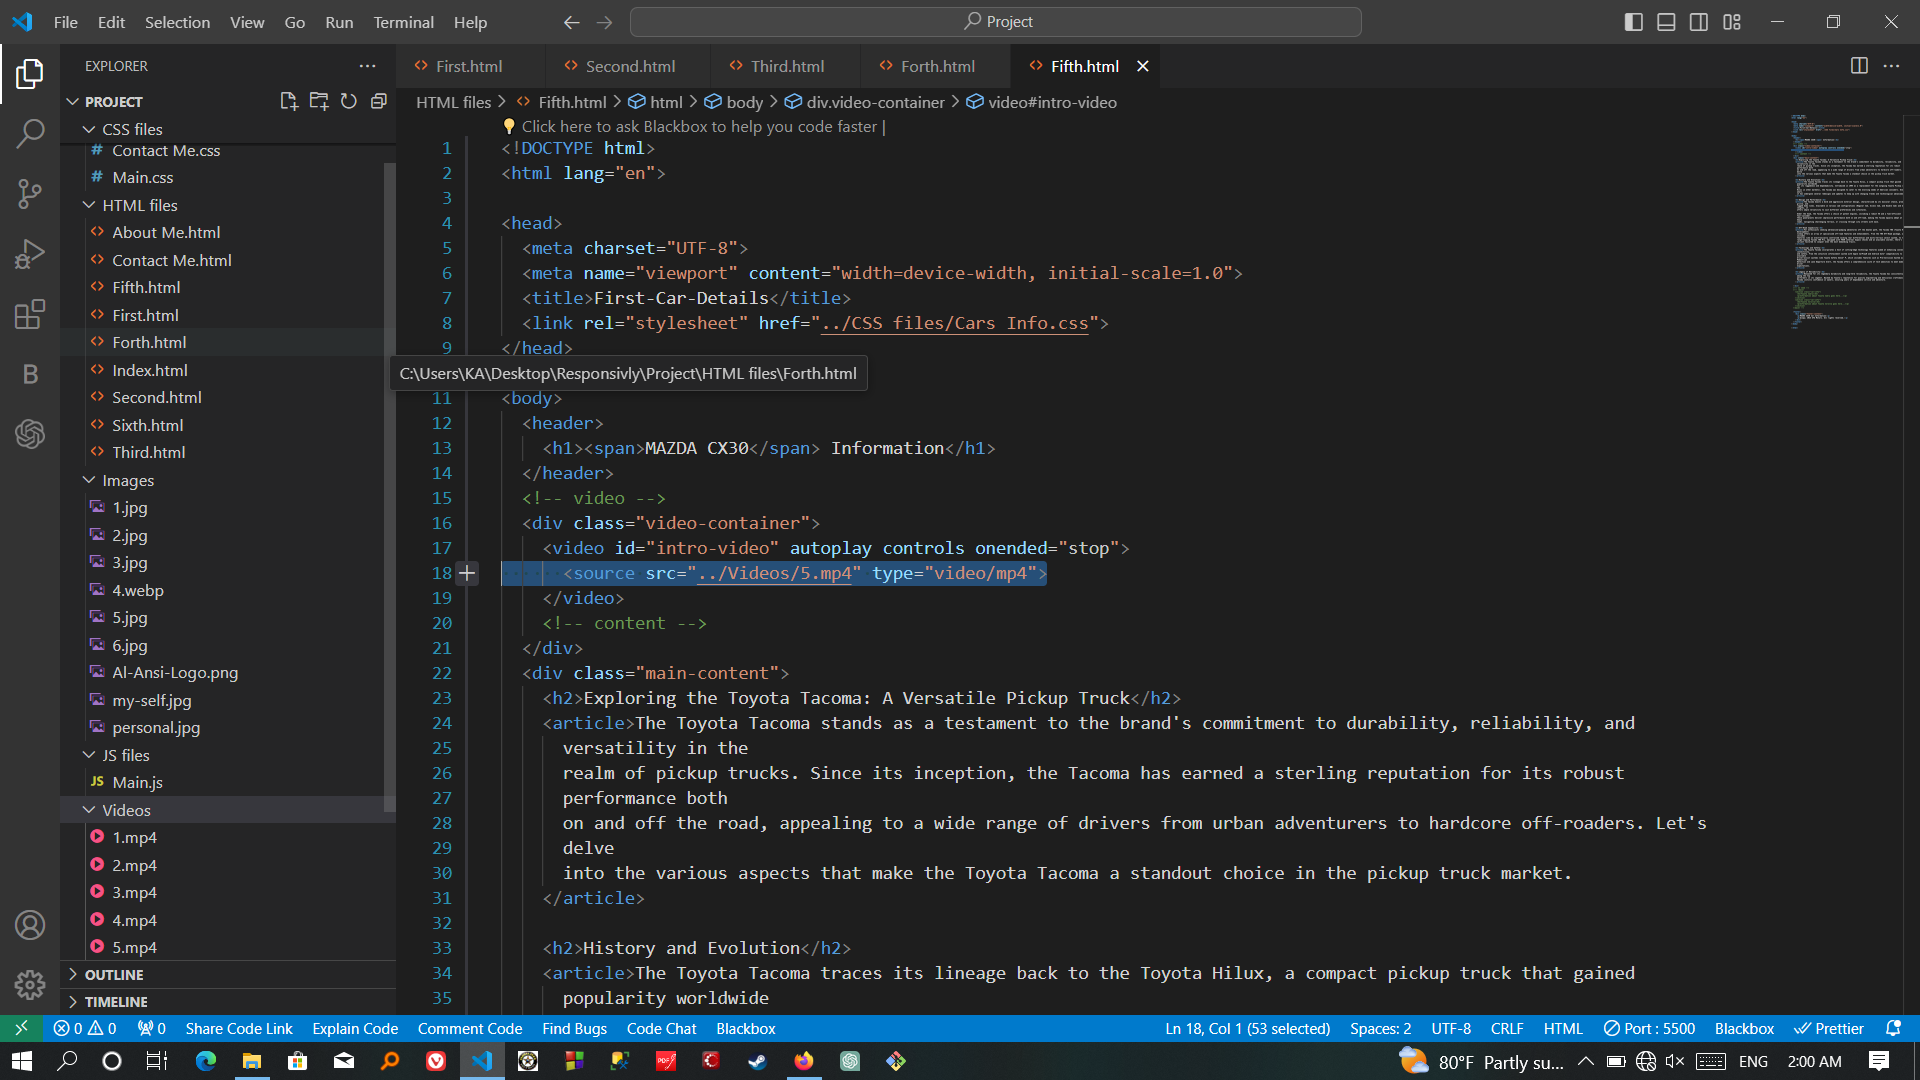 File Edit Selection View Go Run Terminal Help
Project
EXPLORER
PROJECT
CSS files
# Contact Me.css
# Main.css
HTML files
<> About Me.html
<> Contact Me.html
<> Fifth.html
<> First.html
<> Forth.html
<> Index.html
<> Second.html
<> Sixth.html
<> Third.html
Images
1.jpg
2.jpg
3.jpg
4.webp
5.jpg
6.jpg
Al-Ansi-Logo.png
my-self.jpg
personal.jpg
JS files
JS Main.js
Videos
1.mp4
2.mp4
3.mp4
4.mp4
5.mp4
OUTLINE
TIMELINE
B
<> First.html <> Second.html <> Third.html <> Forth.html <> Fifth.html
HTML files > <> Fifth.html > html > body > div.video-container > video#intro-video
Click here to ask Blackbox to help you code faster |
1 <!DOCTYPE html>
2 <html lang="en">
3
4 <head>
5 <meta charset="UTF-8">
6 <meta name="viewport" content="width=device-width, initial-scale=1.0">
7 <title>First-Car-Details</title>
8 <link rel="stylesheet" href="../CSS files/Cars Info.css">
9 </head>
C:\Users\KA\Desktop\Responsivly\Project\HTML files\Forth.html
11 <body>
12 <header>
13 <h1><span>MAZDA CX30</span> Information</h1>
14 </header>
15 <!-- video -->
16 <div class="video-container">
17 <video id="intro-video" autoplay controls onended="stop">
18 <source src="../Videos/5.mp4" type="video/mp4">
19 </video>
20 <!-- content -->
21 </div>
22 <div class="main-content">
23 <h2>Exploring the Toyota Tacoma: A Versatile Pickup Truck</h2>
24 <article>The Toyota Tacoma stands as a testament to the brand's commitment to durability, reliability, and
25 versatility in the
26 realm of pickup trucks. Since its inception, the Tacoma has earned a sterling reputation for its robust
27 performance both
28 on and off the road, appealing to a wide range of drivers from urban adventurers to hardcore off-roaders. Let's
29 delve
30 into the various aspects that make the Toyota Tacoma a standout choice in the pickup truck market.
31 </article>
32
33 <h2>History and Evolution</h2>
34 <article>The Toyota Tacoma traces its lineage back to the Toyota Hilux, a compact pickup truck that gained
35 popularity worldwide
0 0 0 Share Code Link Explain Code Comment Code Find Bugs Code Chat Blackbox Ln 18, Col 1 (53 selected) Spaces: 2 UTF-8 CRLF HTML Port : 5500 Blackbox Prettier
80°F Partly su... ENG 2:00 AM